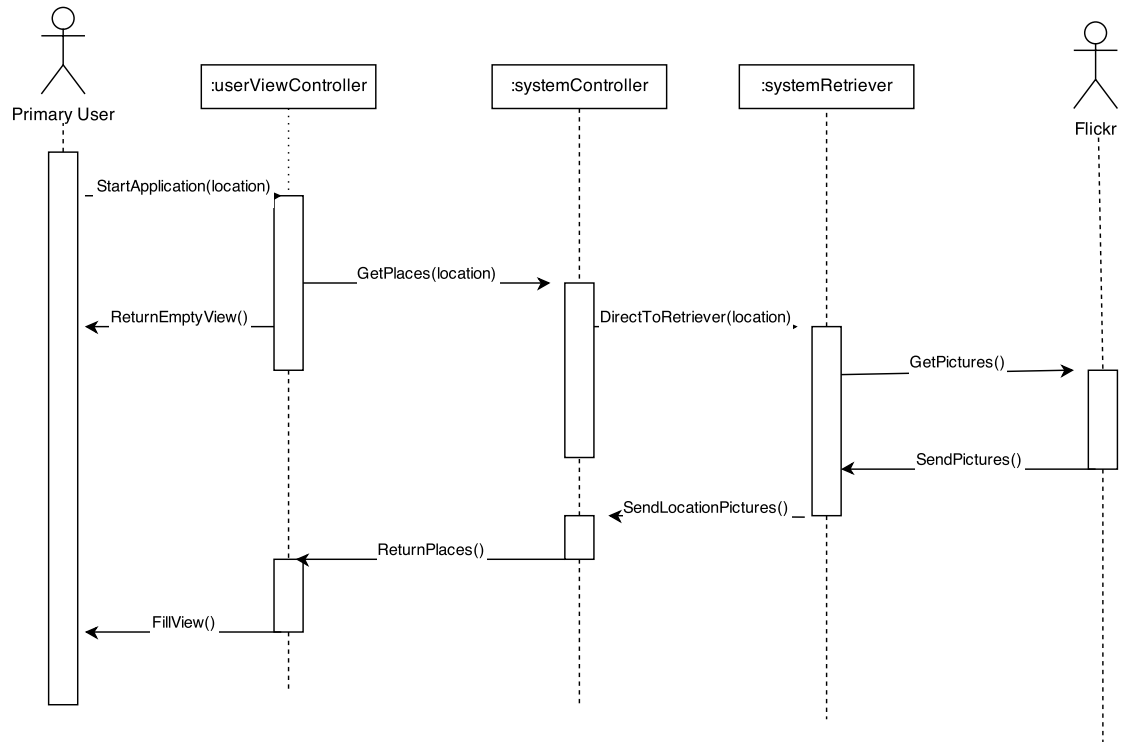 Primary User
:userViewController
:systemController
:systemRetriever
Flickr
StartApplication(location)
GetPlaces(location)
ReturnEmptyView()
DirectToRetriever(location)
GetPictures()
SendPictures()
SendLocationPictures()
ReturnPlaces()
FillView()